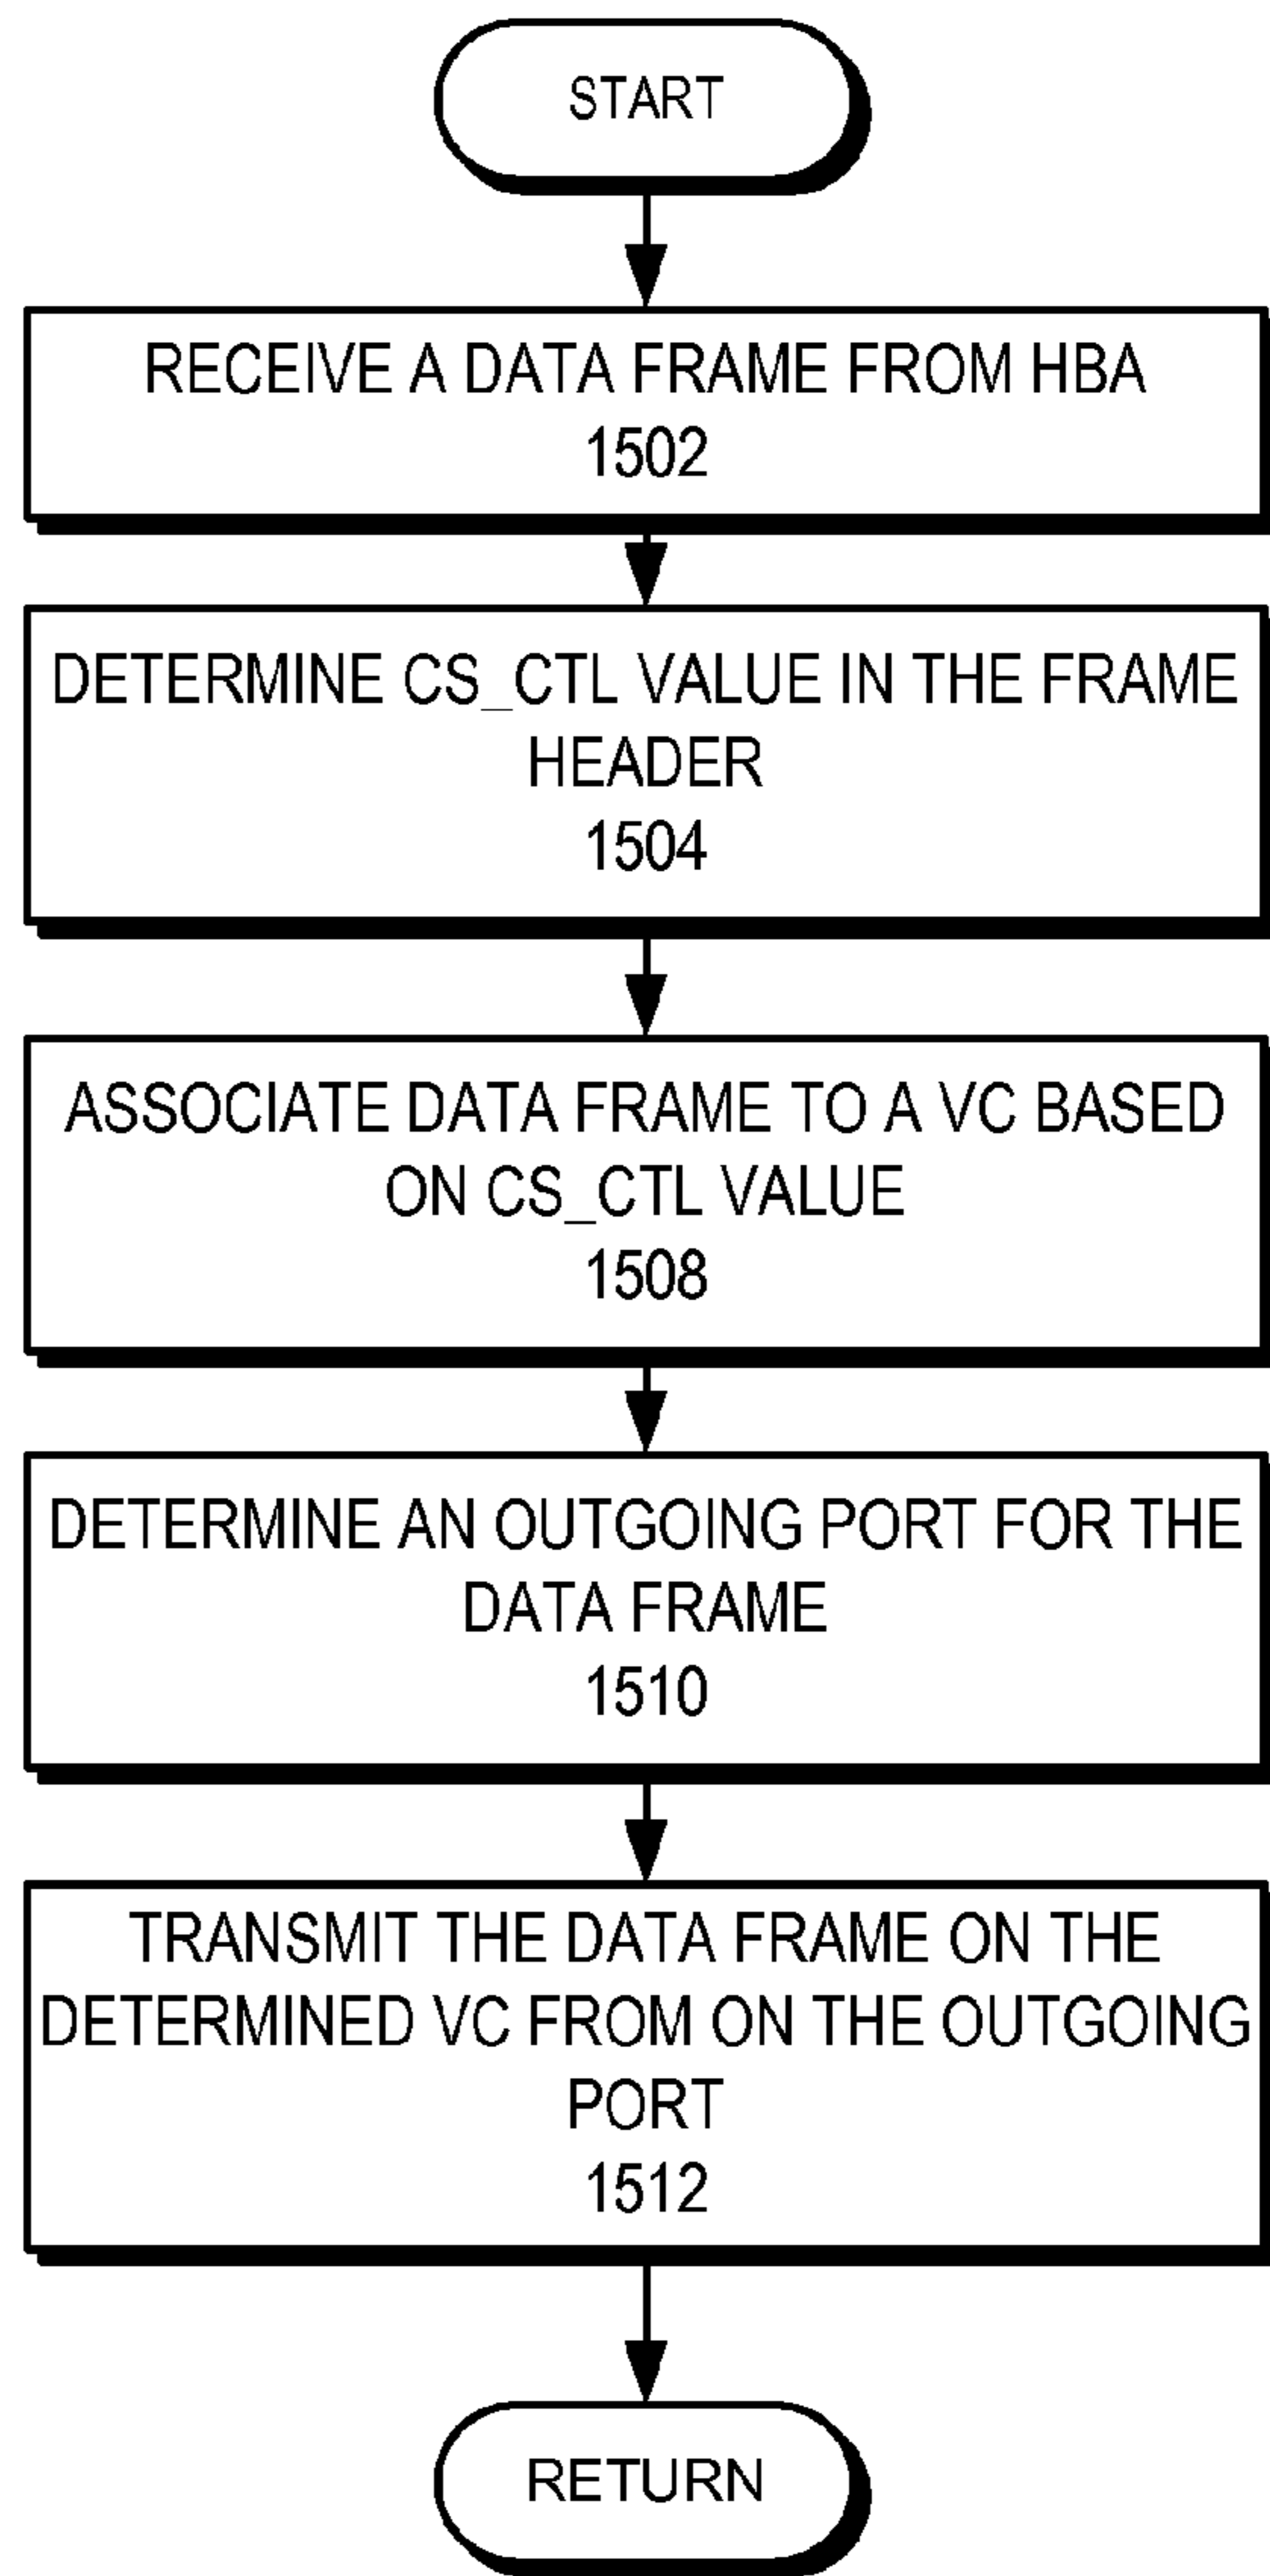 START
RECEIVE A DATA FRAME FROM HBA
1502
DETERMINE CS_CTL VALUE IN THE FRAME
HEADER
1504
ASSOCIATE DATA FRAME TO A VC BASED
ON CS_CTL VALUE
1508
DETERMINE AN OUTGOING PORT FOR THE
DATA FRAME
1510
TRANSMIT THE DATA FRAME ON THE
DETERMINED VC FROM ON THE OUTGOING
PORT
1512
RETURN